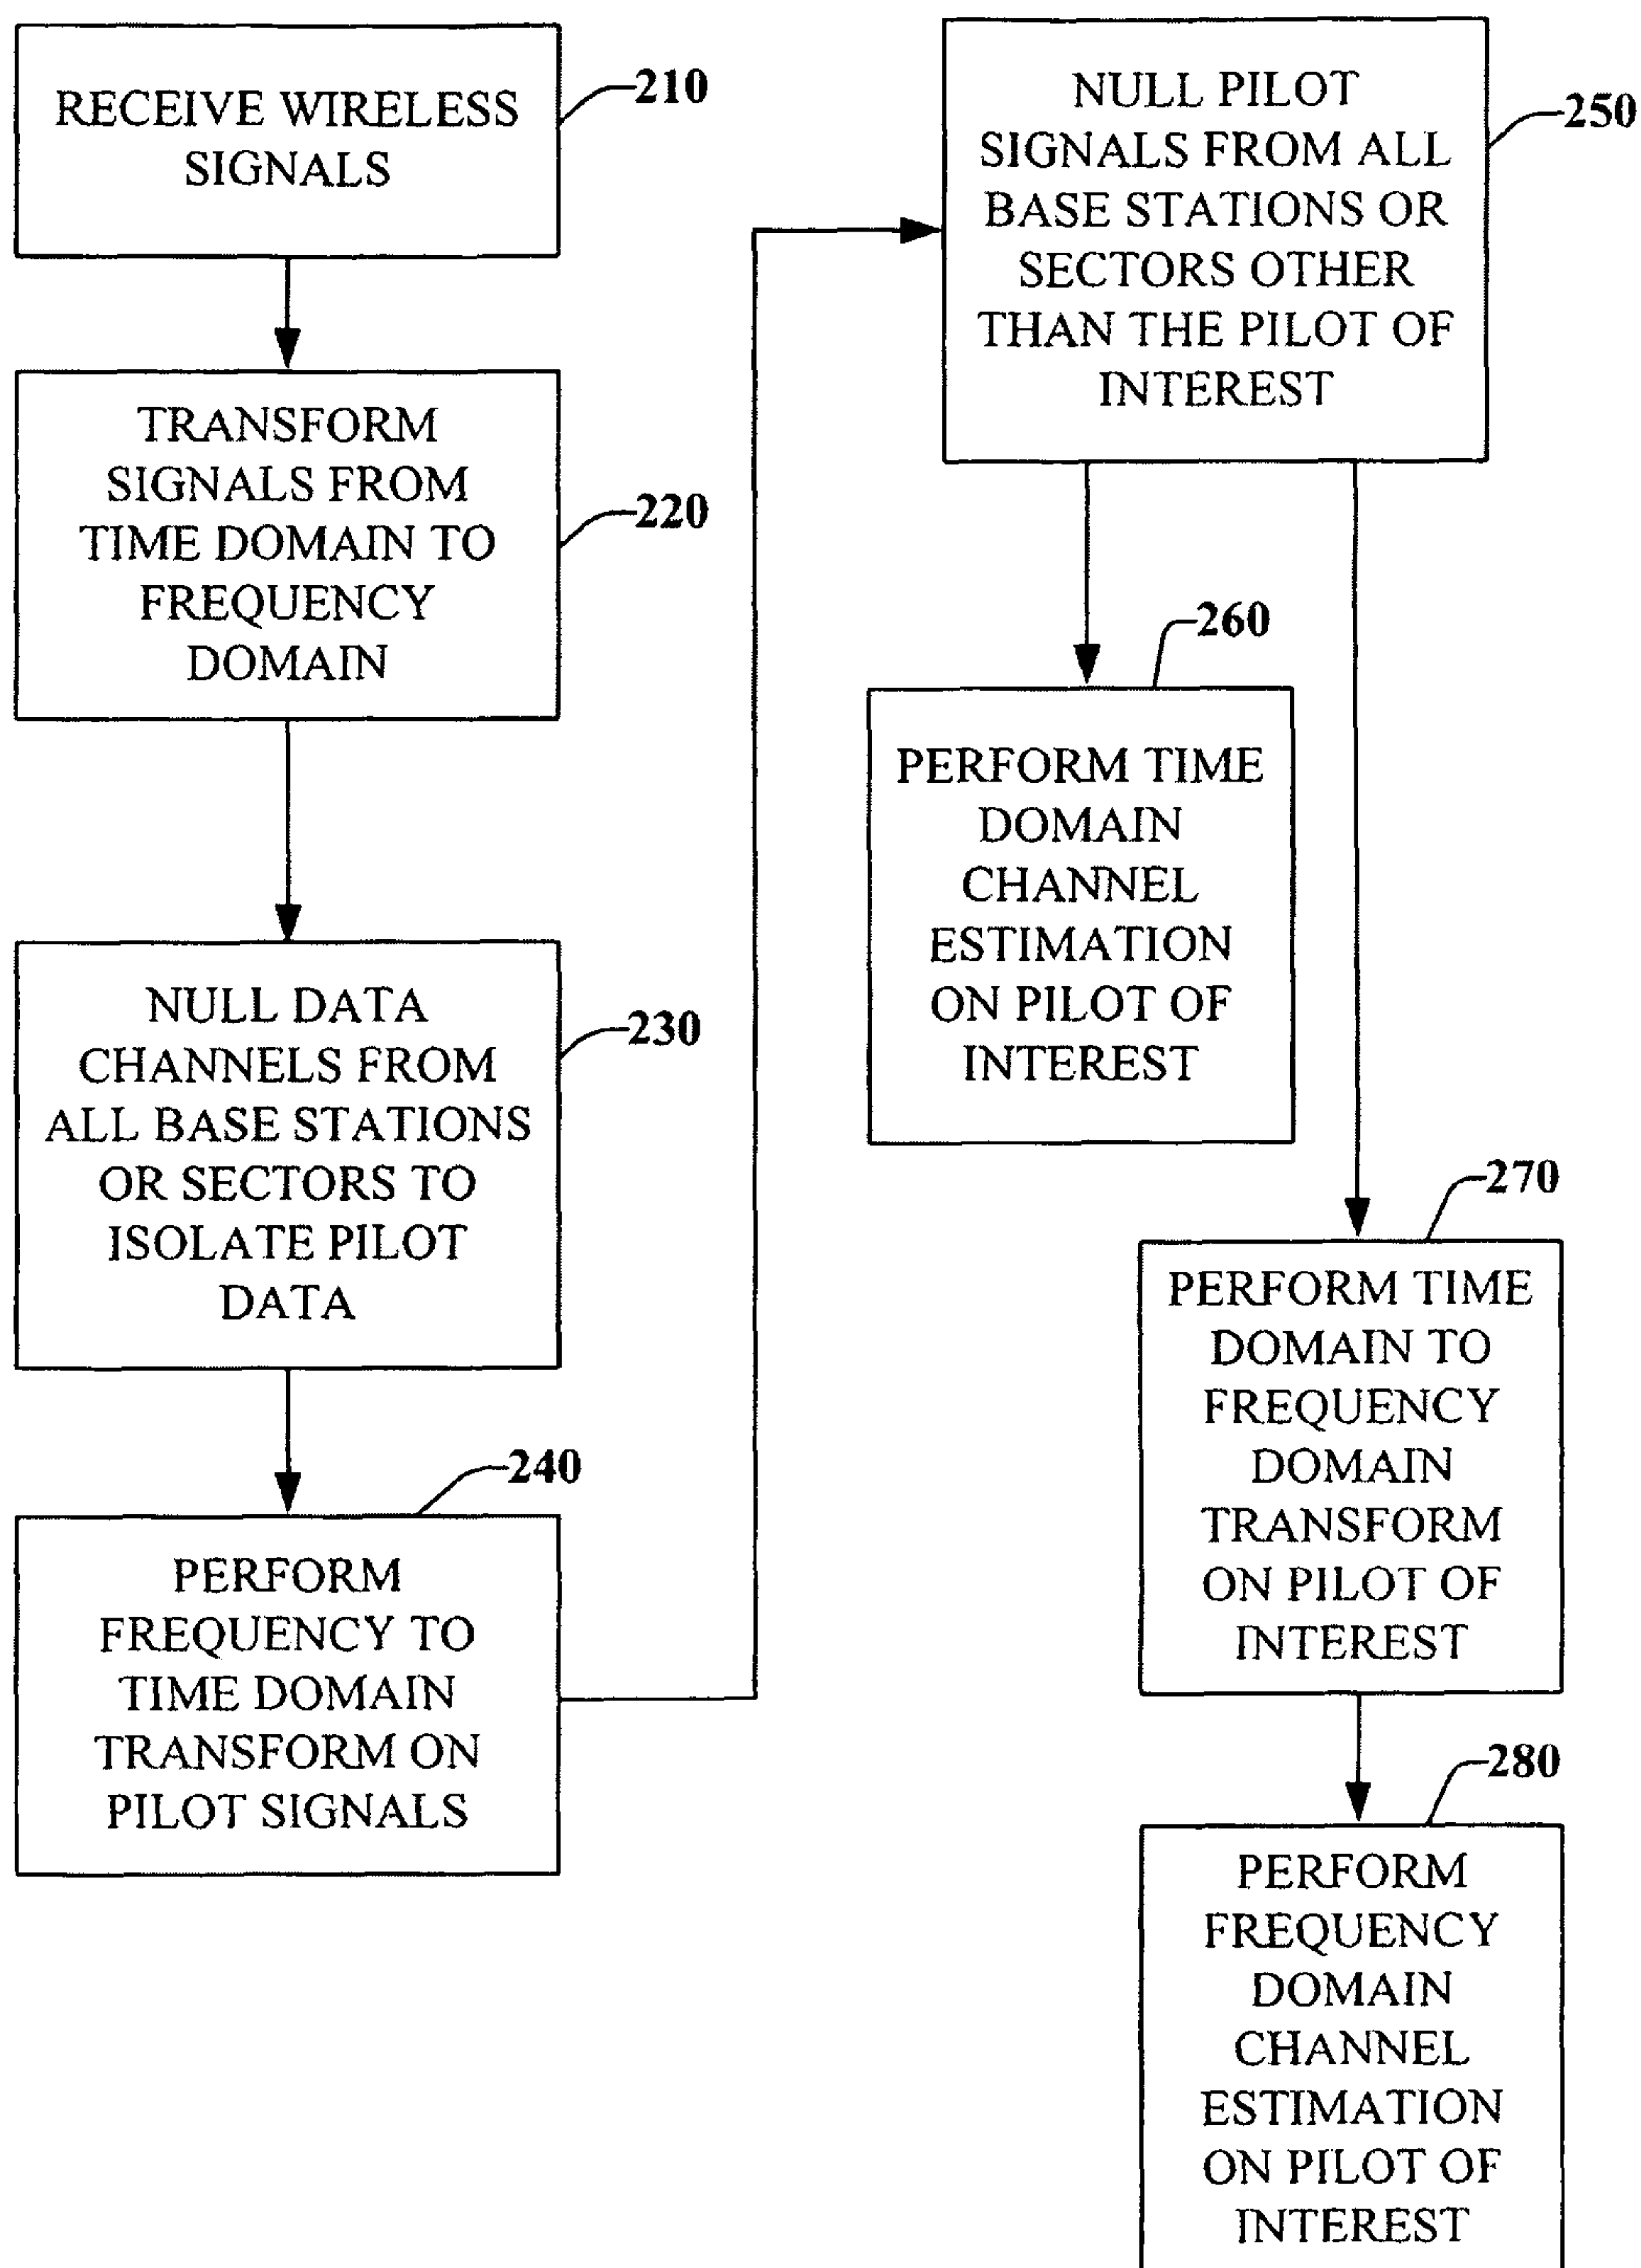 RECEIVE WIRELESS
SIGNALS
210
TRANSFORM
SIGNALS FROM
TIME DOMAIN TO
FREQUENCY
DOMAIN
220
NULL DATA
CHANNELS FROM
ALL BASE STATIONS
OR SECTORS TO
ISOLATE PILOT
DATA
230
PERFORM
FREQUENCY TO
TIME DOMAIN
TRANSFORM ON
PILOT SIGNALS
240
NULL PILOT
SIGNALS FROM ALL
BASE STATIONS OR
SECTORS OTHER
THAN THE PILOT OF
INTEREST
250
PERFORM TIME
DOMAIN
CHANNEL
ESTIMATION
ON PILOT OF
INTEREST
260
PERFORM TIME
DOMAIN TO
FREQUENCY
DOMAIN
TRANSFORM
ON PILOT OF
INTEREST
270
PERFORM
FREQUENCY
DOMAIN
CHANNEL
ESTIMATION
ON PILOT OF
INTEREST
280